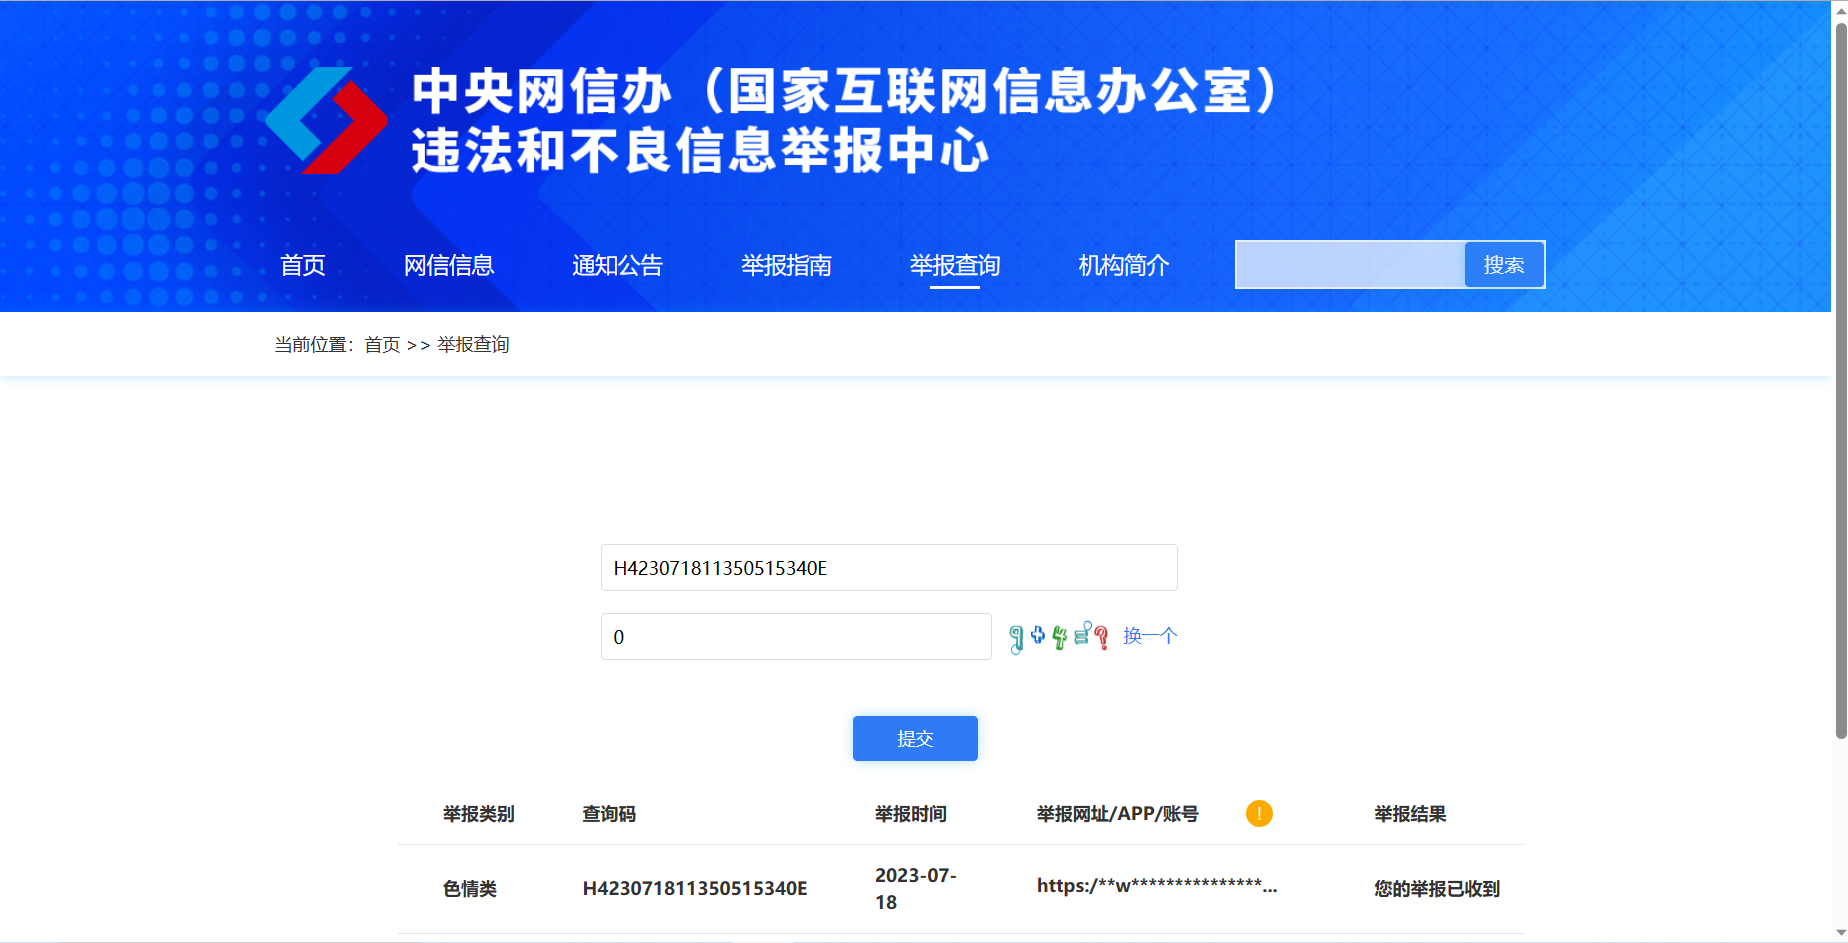 中央网信办（国家互联网信息办公室）
违法和不良信息举报中心
首页 网信信息 通知公告 举报指南 举报查询 机构简介 搜索
当前位置：首页 >> 举报查询
H423071811350515340E
0 9+4=? 换一个
提交
举报类别 查询码 举报时间 举报网址/APP/账号 ! 举报结果
色情类 H423071811350515340E 2023-07- https:/**w***************... 您的举报已收到
18